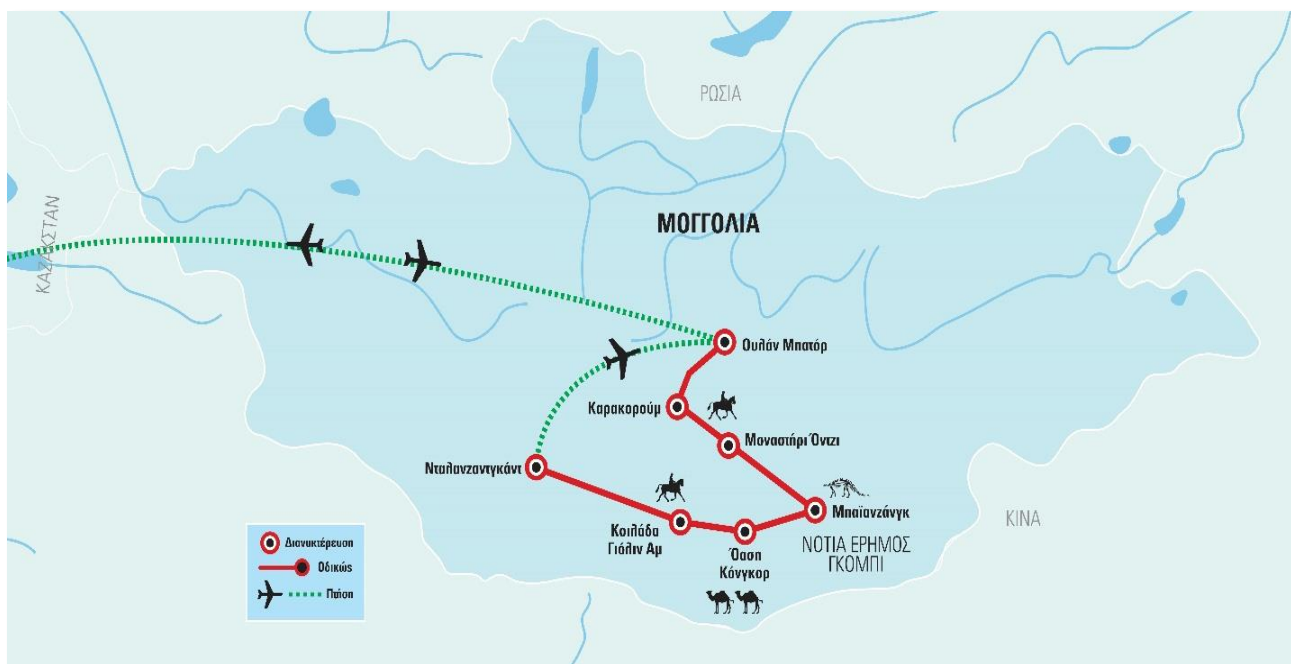 ΡΩΣΙΑ
ΚΑΖΑΚΣΤΑΝ
ΜΟΓΓΟΛΙΑ
Ουλάν Μπατόρ
Καρακορούμ
Μοναστήρι Όντζι
Νταλανζαντγκάντ
Μπαϊανζάνγκ
ΚΙΝΑ
Κοιλάδα
Γιόλιν Αμ
Όαση
Κόνγκορ
ΝΟΤΙΑ ΕΡΗΜΟΣ
ΓΚΟΜΠΙ
Διανυκτέρευση
Οδικώς
Πτήση